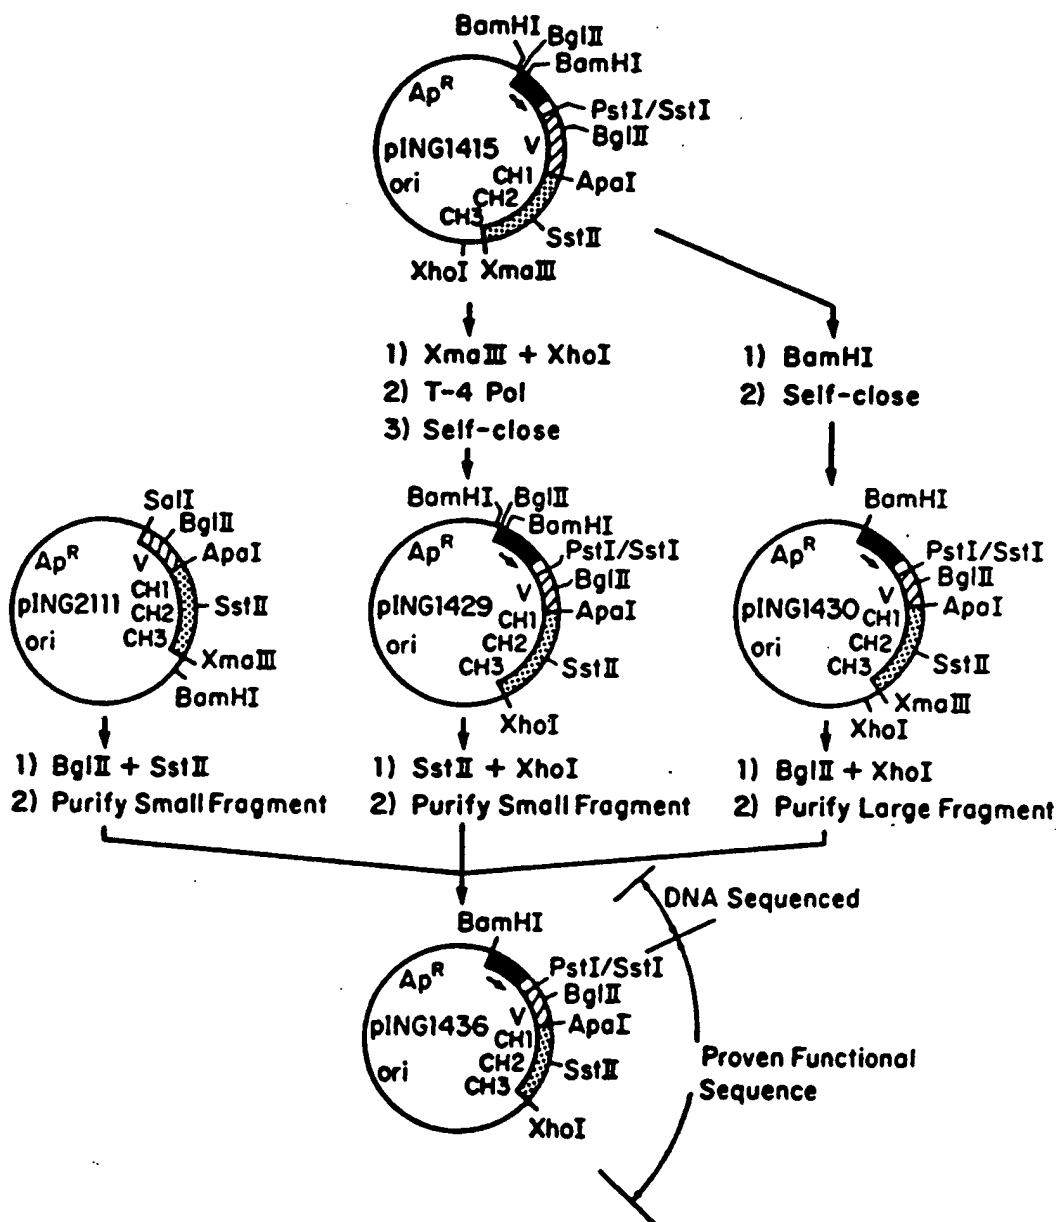 BamHI
BglII
BamHI
Ap^R
PstI/SstI
BglII
V
pING1415
CH1
ApaI
ori
CH2
CH3
SstII
XhoI XmaIII
1) XmaIII + XhoI
2) T-4 Pol
3) Self-close
1) BamHI
2) Self-close
SalI
BglII
Ap^R
ApaI
V
CH1
pING2111
CH2
SstII
ori
CH3
XmaIII
BamHI
BamHI
BglII
BamHI
Ap^R
PstI/SstI
V
BglII
pING1429
CH1
ApaI
ori
CH2
CH3
SstII
XhoI
BamHI
Ap^R
PstI/SstI
V
BglII
pING1430
CH1
ApaI
ori
CH2
CH3
SstII
XmaIII
XhoI
1) BglII + SstII
2) Purify Small Fragment
1) SstII + XhoI
2) Purify Small Fragment
1) BglII + XhoI
2) Purify Large Fragment
DNA Sequenced
BamHI
Ap^R
PstI/SstI
BglII
V
ApaI
pING1436
CH1
CH2
SstII
ori
CH3
XhoI
Proven Functional
Sequence